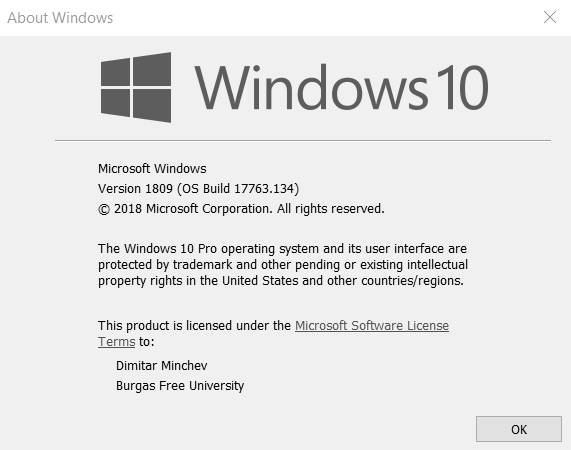 About Windows
Windows 10
Microsoft Windows
Version 1809 (OS Build 17763.134)
© 2018 Microsoft Corporation. All rights reserved.
The Windows 10 Pro operating system and its user interface are
protected by trademark and other pending or existing intellectual
property rights in the United States and other countries/regions.
This product is licensed under the Microsoft Software License
Terms to:
Dimitar Minchev
Burgas Free University
OK